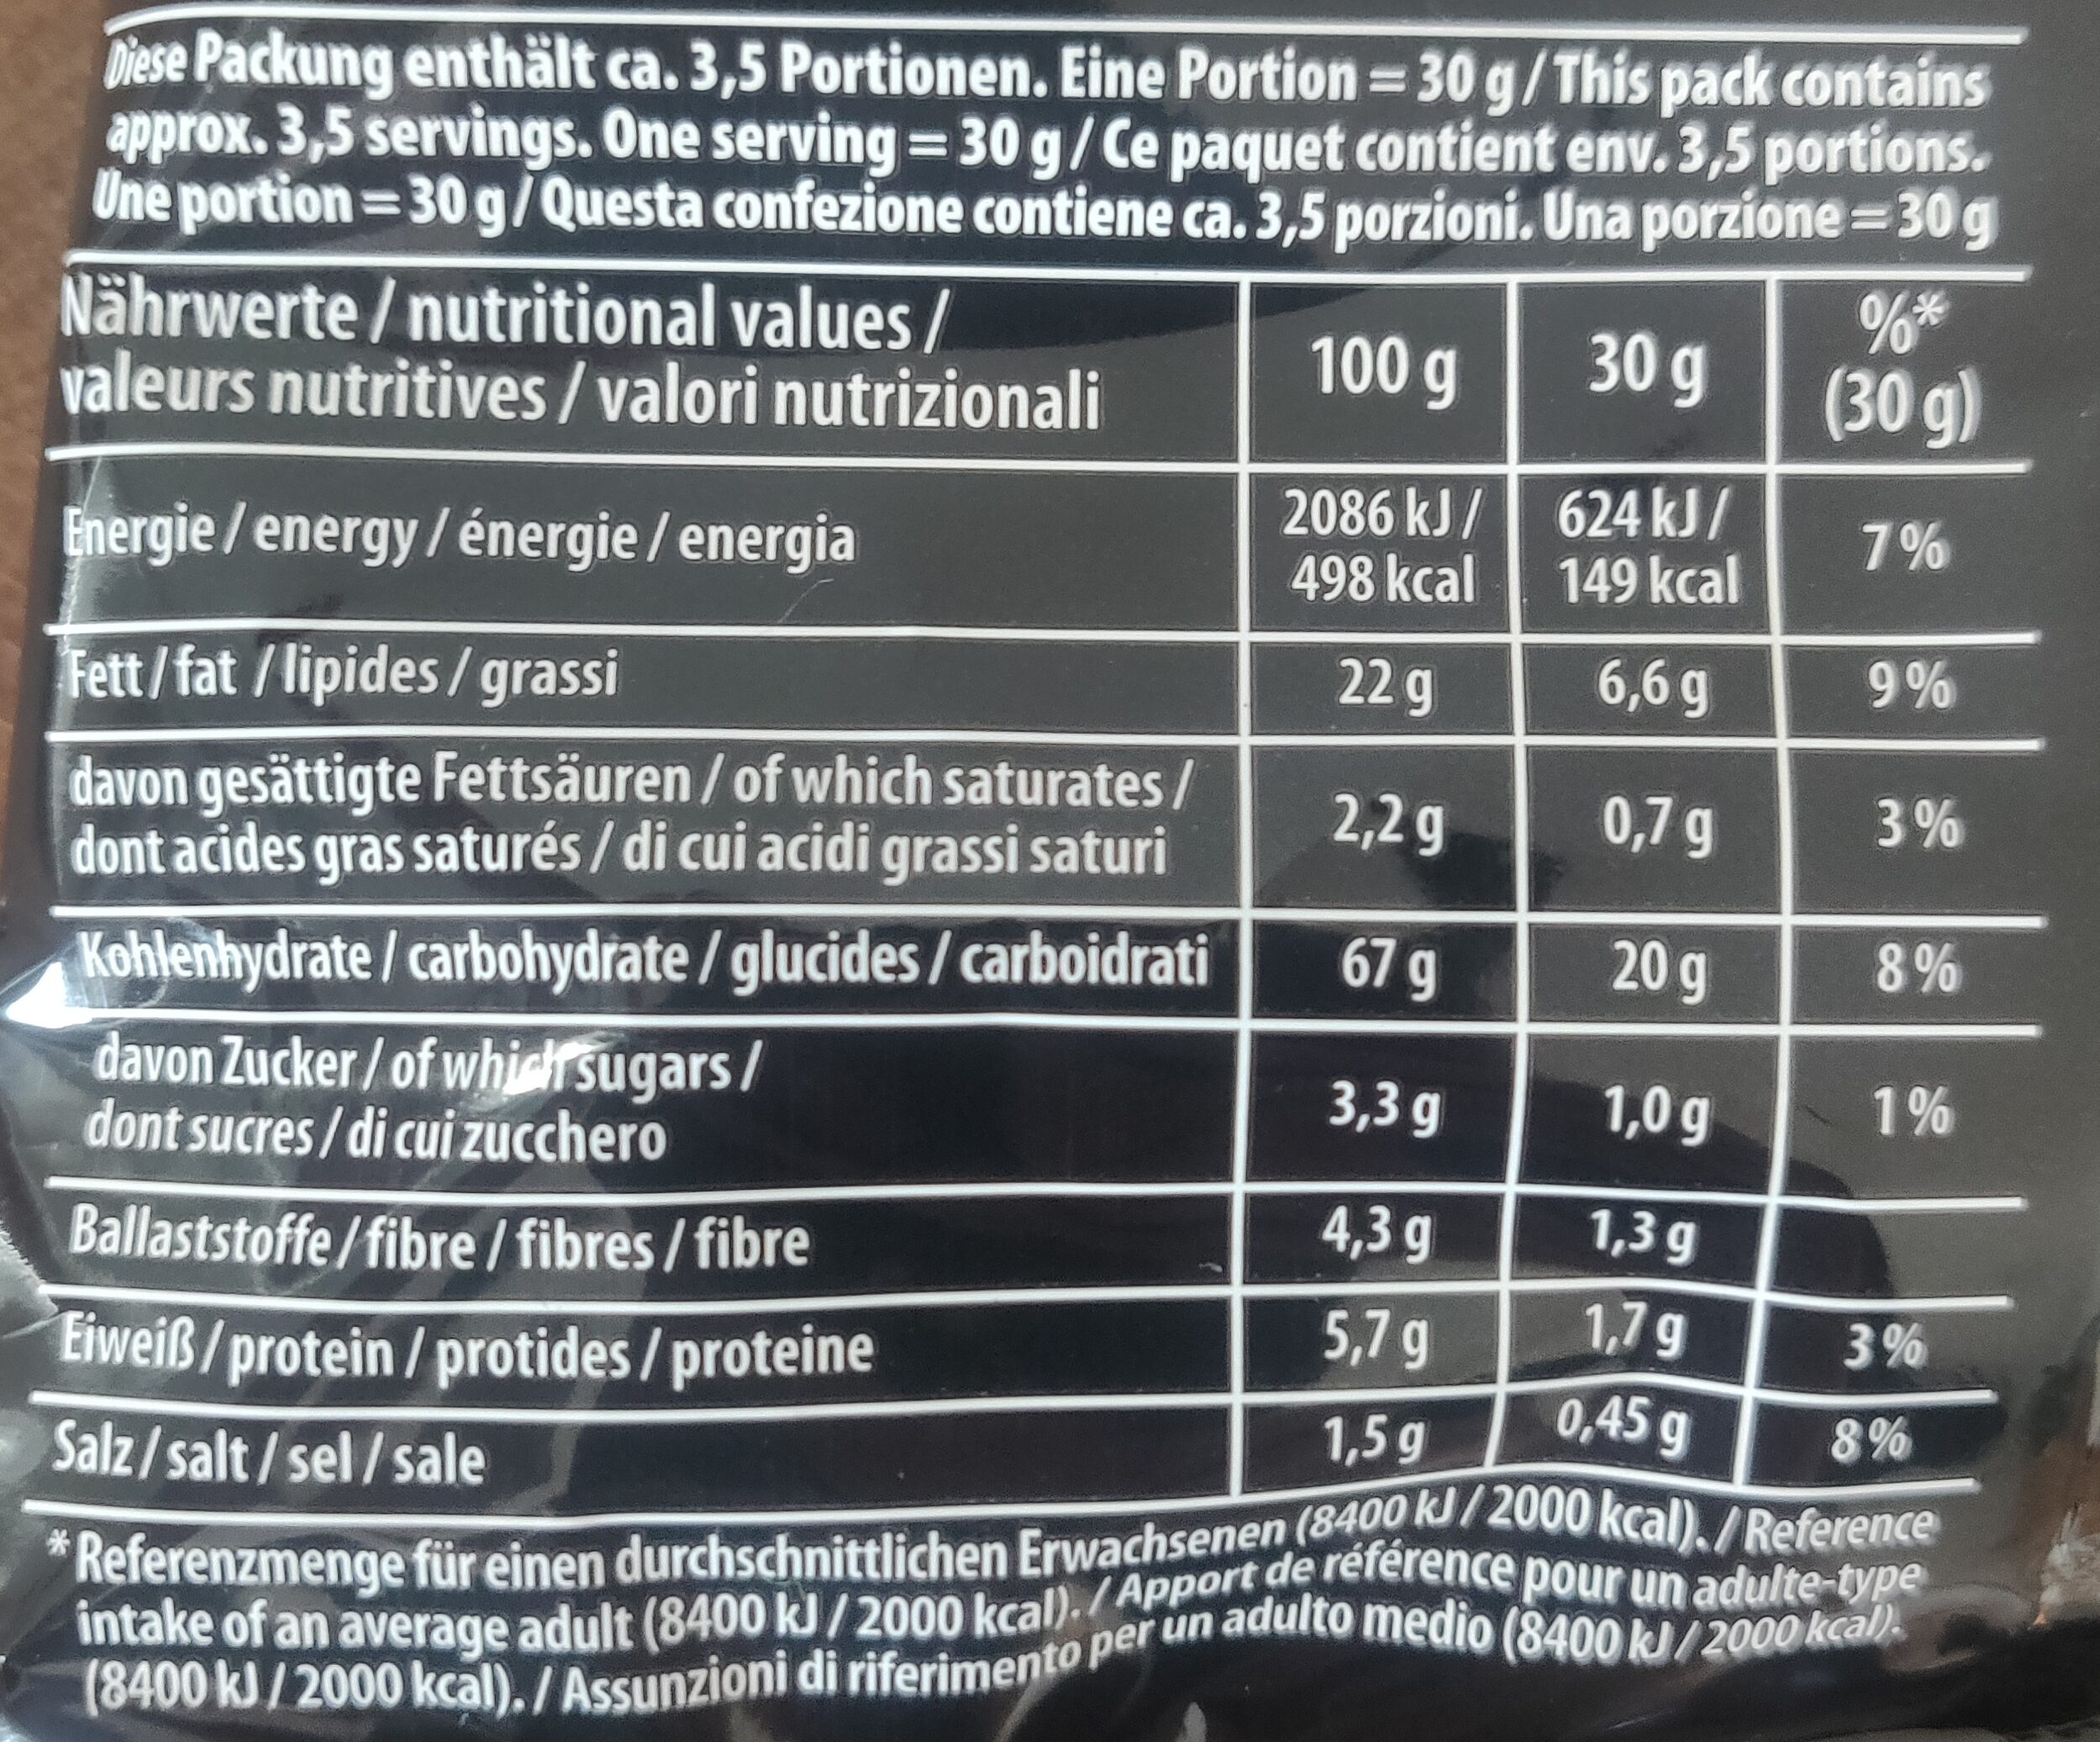 Diese Packung enthält ca. 3,5 Portionen. Eine Portion = 30 g / This pack contains
approx. 3,5 servings. One serving = 30 g / Ce paquet contient env. 3,5 portions.
Une portion = 30 g / Questa confezione contiene ca. 3,5 porzioni. Una porzione = 30 g
Nährwerte / nutritional values /
valeurs nutritives / valori nutrizionali
100 g
30 g
%*
(30 g)
Energie / energy / énergie / energia
2086 kJ /
498 kcal
624 kJ /
149 kcal
7%
Fett / fat / lipides / grassi
22 g
6,6 g
9%
davon gesättigte Fettsäuren / of which saturates /
dont acides gras saturés / di cui acidi grassi saturi
2,2 g
0,7 g
3%
Kohlenhydrate / carbohydrate / glucides / carboidrati
67 g
20 g
8%
davon Zucker / of which sugars /
dont sucres / di cui zucchero
3,3 g
1,0 g
1%
Ballaststoffe / fibre / fibres / fibre
4,3 g
1,3 g
Eiweiß / protein / protides / proteine
5,7 g
1,7 g
3%
Salz / salt / sel / sale
1,5 g
0,45 g
8%
* Referenzmenge für einen durchschnittlichen Erwachsenen (8400 kJ / 2000 kcal). / Reference
intake of an average adult (8400 kJ / 2000 kcal). / Apport de référence pour un adulte-type
(8400 kJ / 2000 kcal). / Assunzioni di riferimento per un adulto medio (8400 kJ / 2000 kcal).